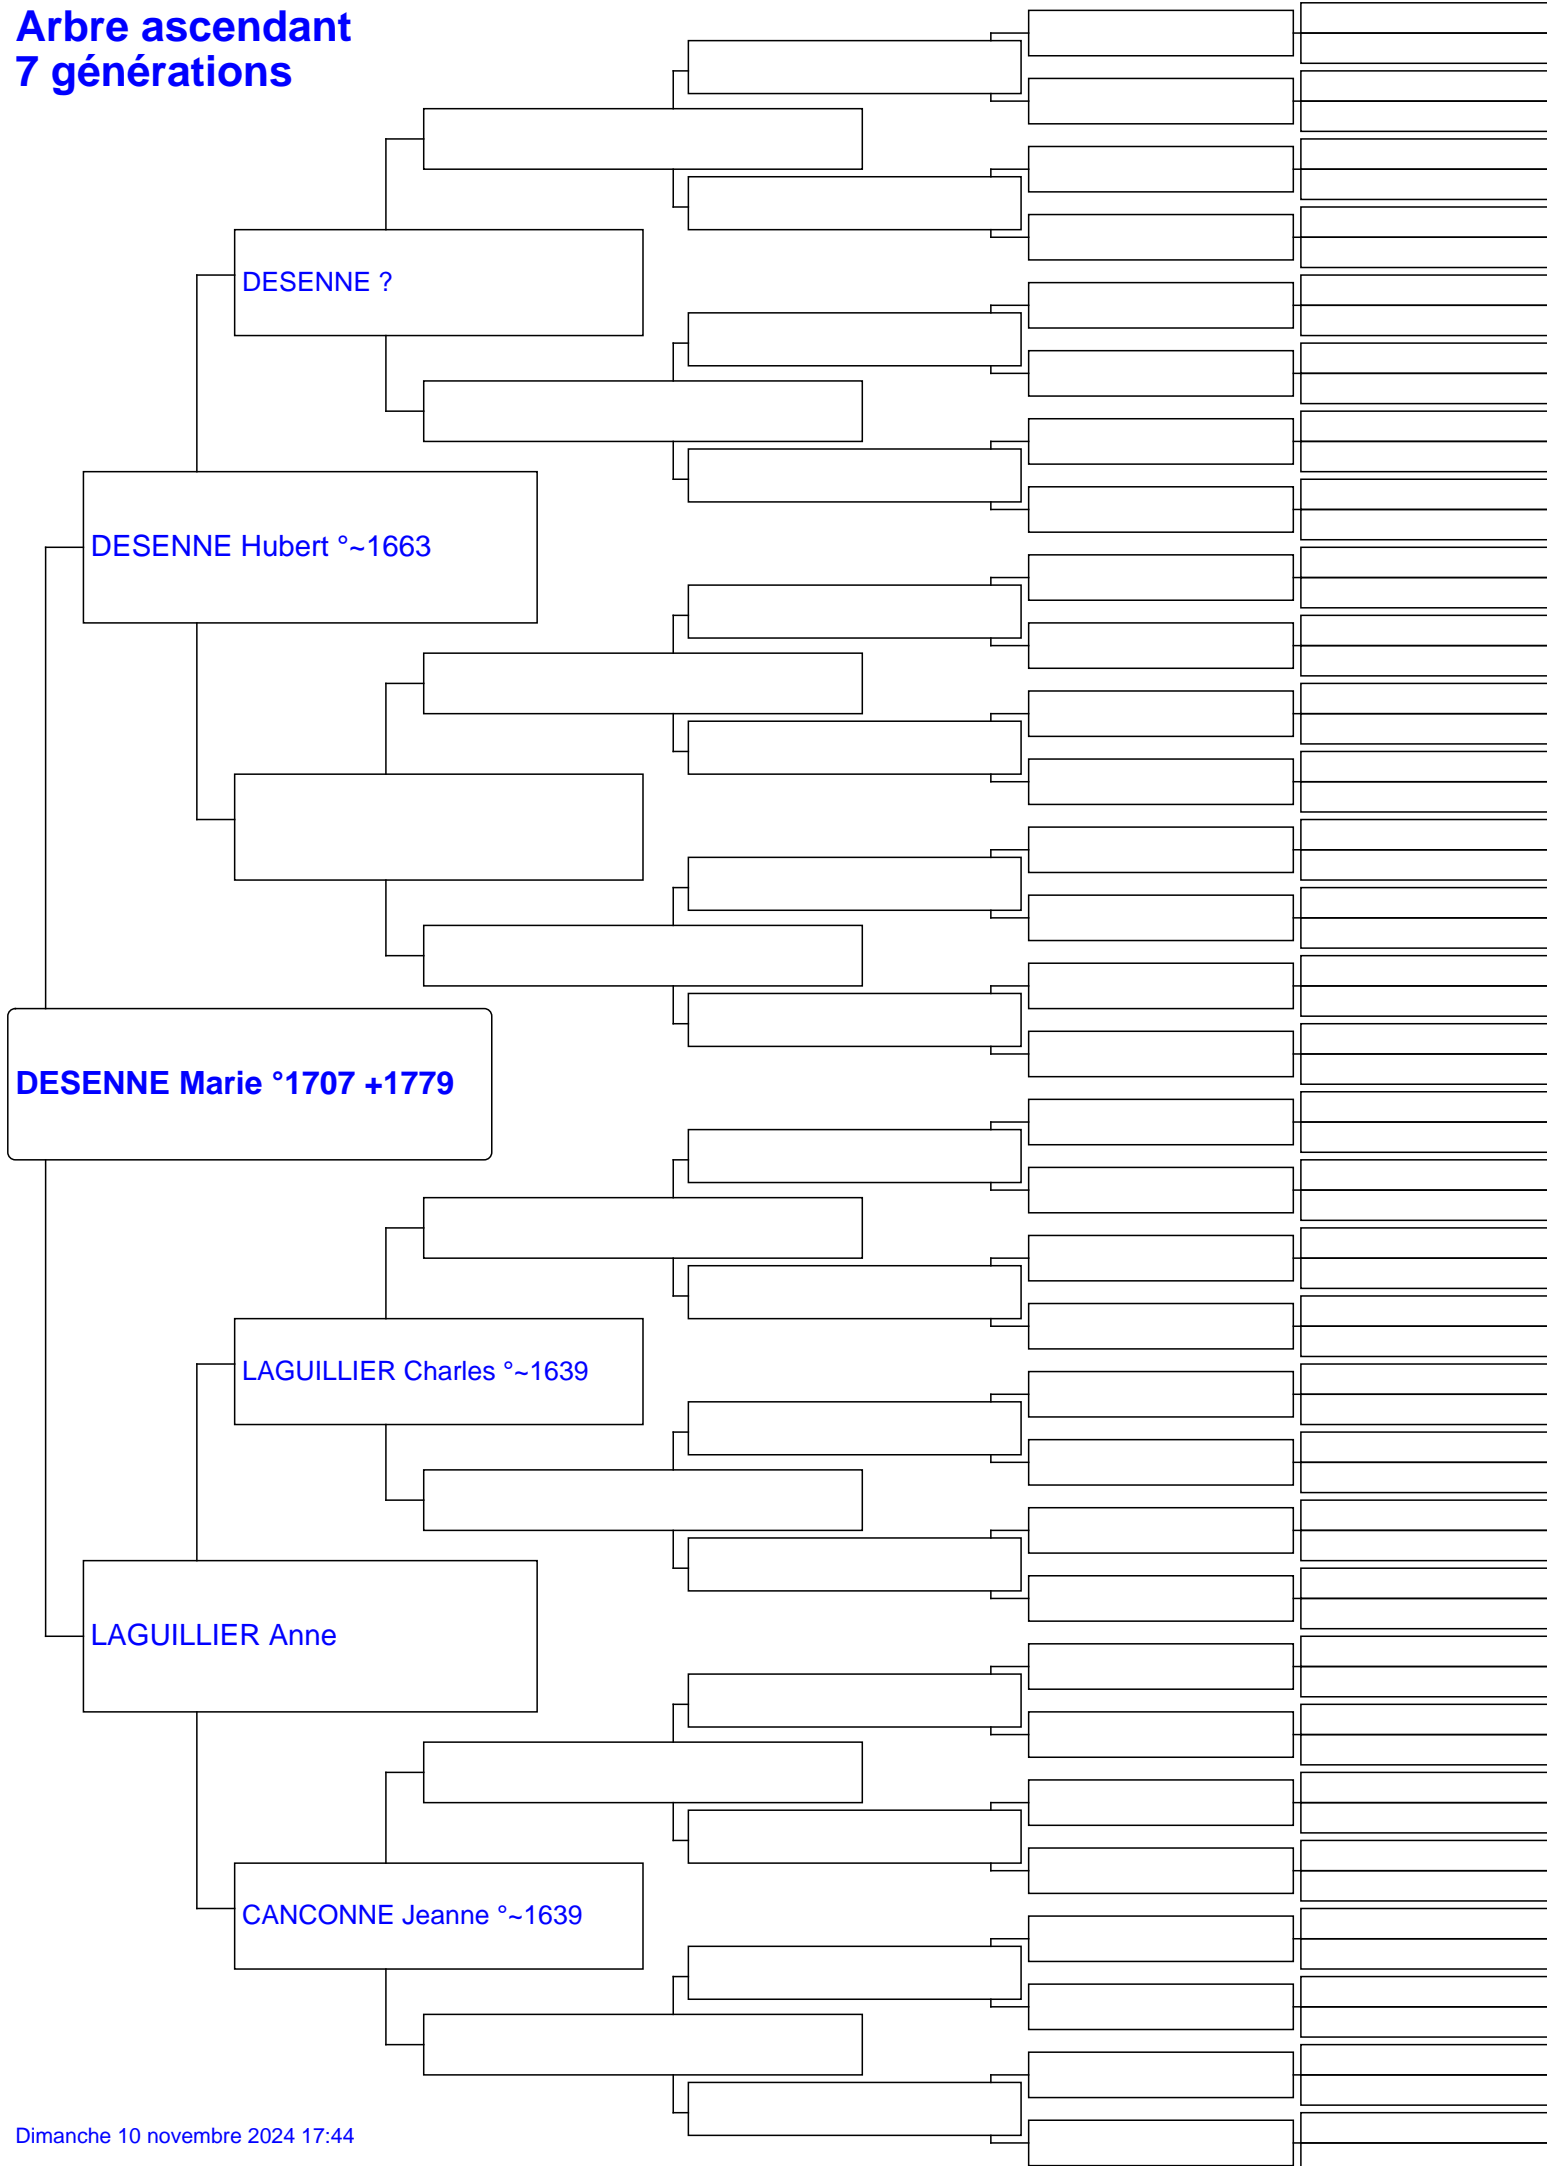 Arbre ascendant
7 générations
DESENNE ?
DESENNE Hubert °~1663
DESENNE Marie °1707 +1779
LAGUILLIER Charles °~1639
LAGUILLIER Anne
CANCONNE Jeanne °~1639
Dimanche 10 novembre 2024 17:44